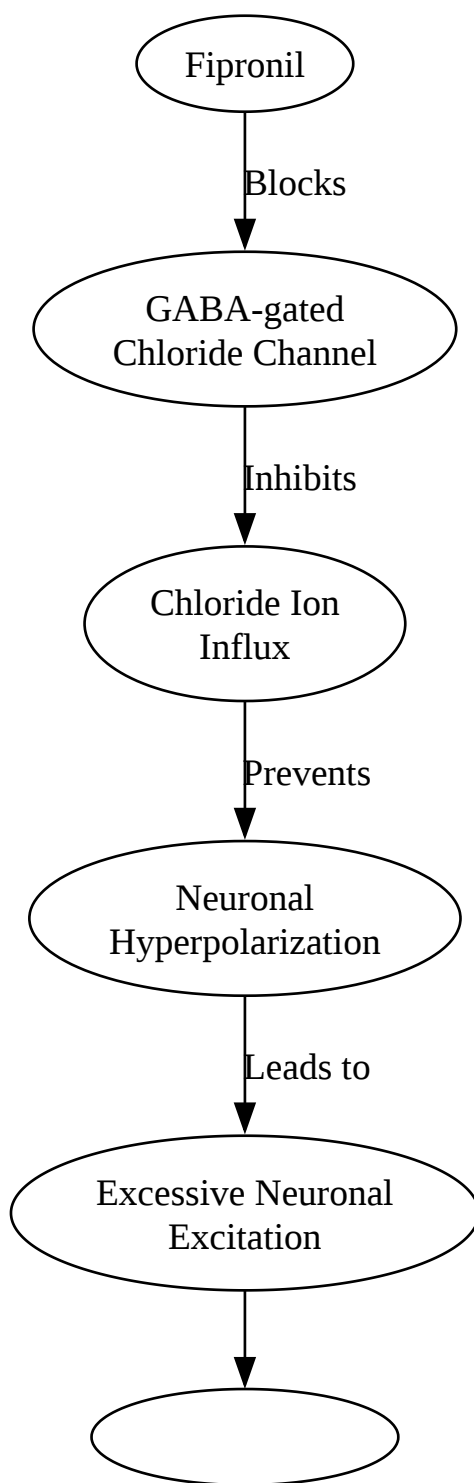 Fipronil
Blocks
GABA-gated
Chloride Channel
Inhibits
Chloride Ion
Influx
Prevents
Neuronal
Hyperpolarization
Leads to
Excessive Neuronal
Excitation